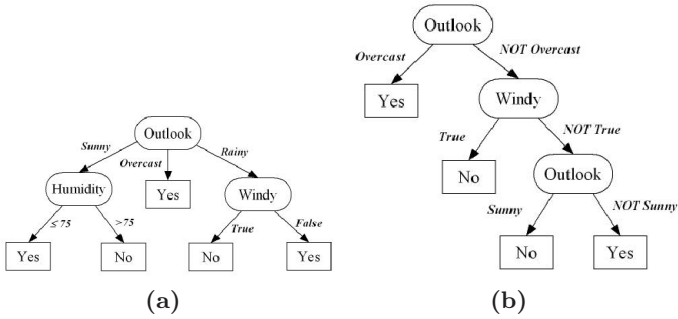 Outlook
Sunny
Overcast
Rainy
Humidity
Yes
Windy
≤ 75
>75
True
False
Yes
No
No
Yes
(a)
Outlook
Overcast
NOT Overcast
Yes
Windy
True
NOT True
No
Outlook
Sunny
NOT Sunny
No
Yes
(b)